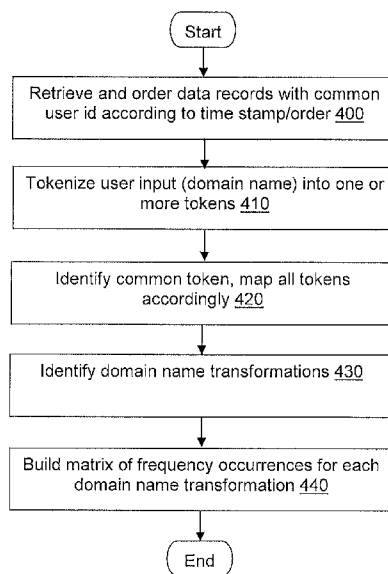 Start
Retrieve and order data records with common
user id according to time stamp/order 400
Tokenize user input (domain name) into one or
more tokens 410
Identify common token, map all tokens
accordingly 420
Identify domain name transformations 430
Build matrix of frequency occurrences for each
domain name transformation 440
End